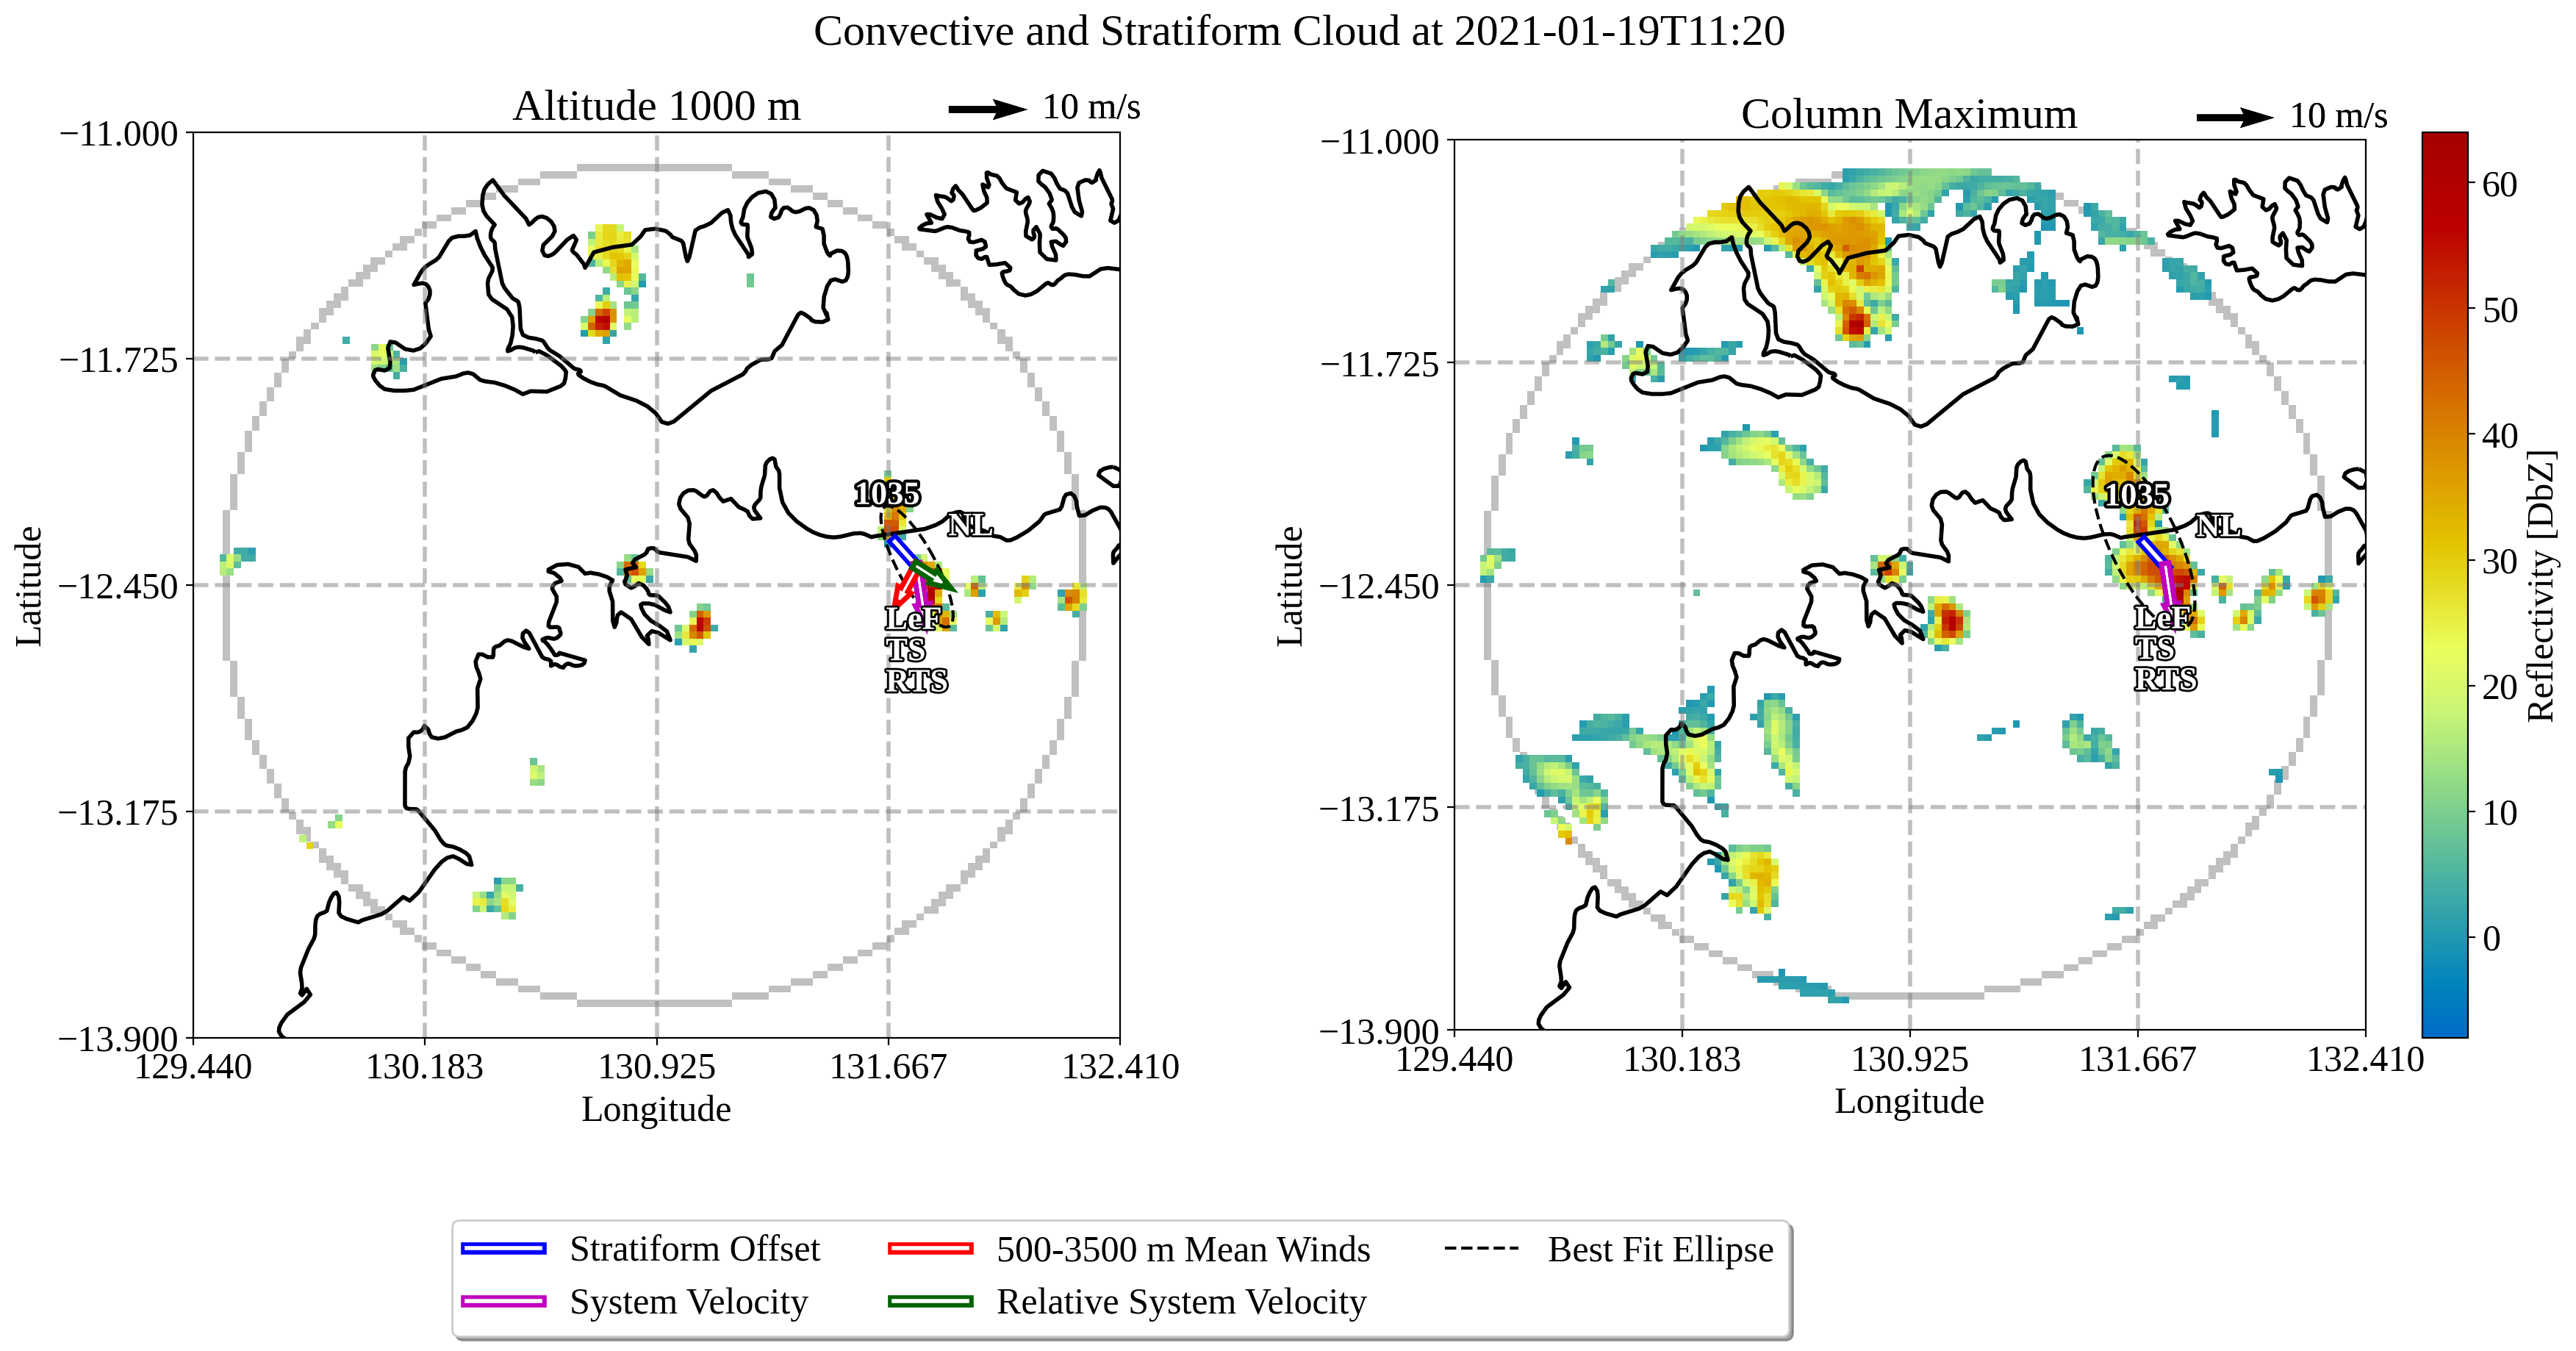 Convective and Stratiform Cloud at 2021-01-19T11:20
Altitude 1000 m
10 m/s
−11.000
−11.725
−12.450
−13.175
−13.900
129.440
130.183
130.925
131.667
132.410
Latitude
Longitude
1035
NL
LeF
TS
RTS
Column Maximum
10 m/s
−11.000
−11.725
−12.450
−13.175
−13.900
129.440
130.183
130.925
131.667
132.410
Latitude
Longitude
1035
NL
LeF
TS
RTS
60
50
40
30
20
10
0
Reflectivity [DbZ]
Stratiform Offset
System Velocity
500-3500 m Mean Winds
Relative System Velocity
Best Fit Ellipse